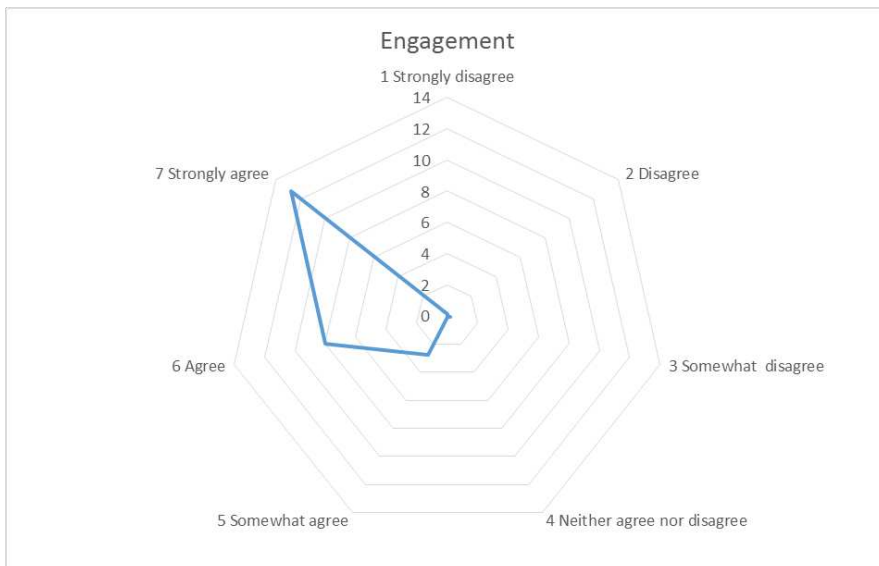 Engagement
1 Strongly disagree
14
12
10
8
6
4
2
0
2 Disagree
3 Somewhat  disagree
4 Neither agree nor disagree
5 Somewhat agree
6 Agree
7 Strongly agree